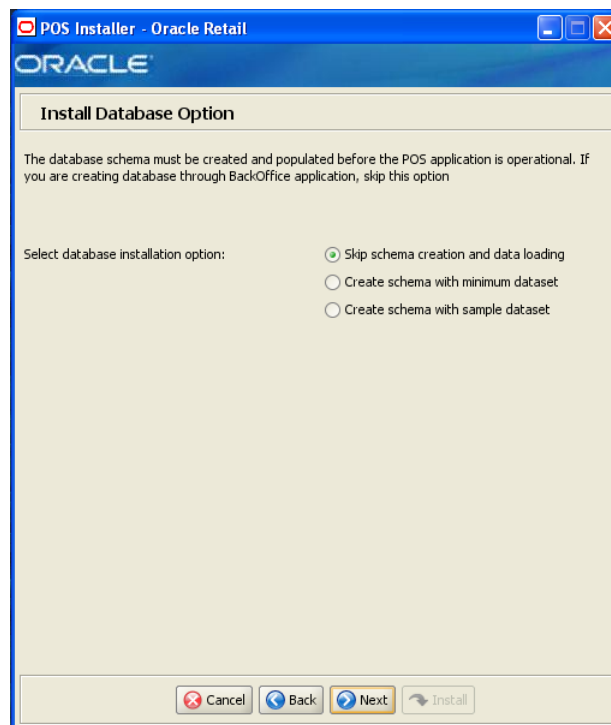 POS Installer - Oracle Retail
ORACLE
Install Database Option
The database schema must be created and populated before the POS application is operational. If
you are creating database through BackOffice application, skip this option
Select database installation option:
Skip schema creation and data loading
Create schema with minimum dataset
Create schema with sample dataset
Cancel
Back
Next
Install